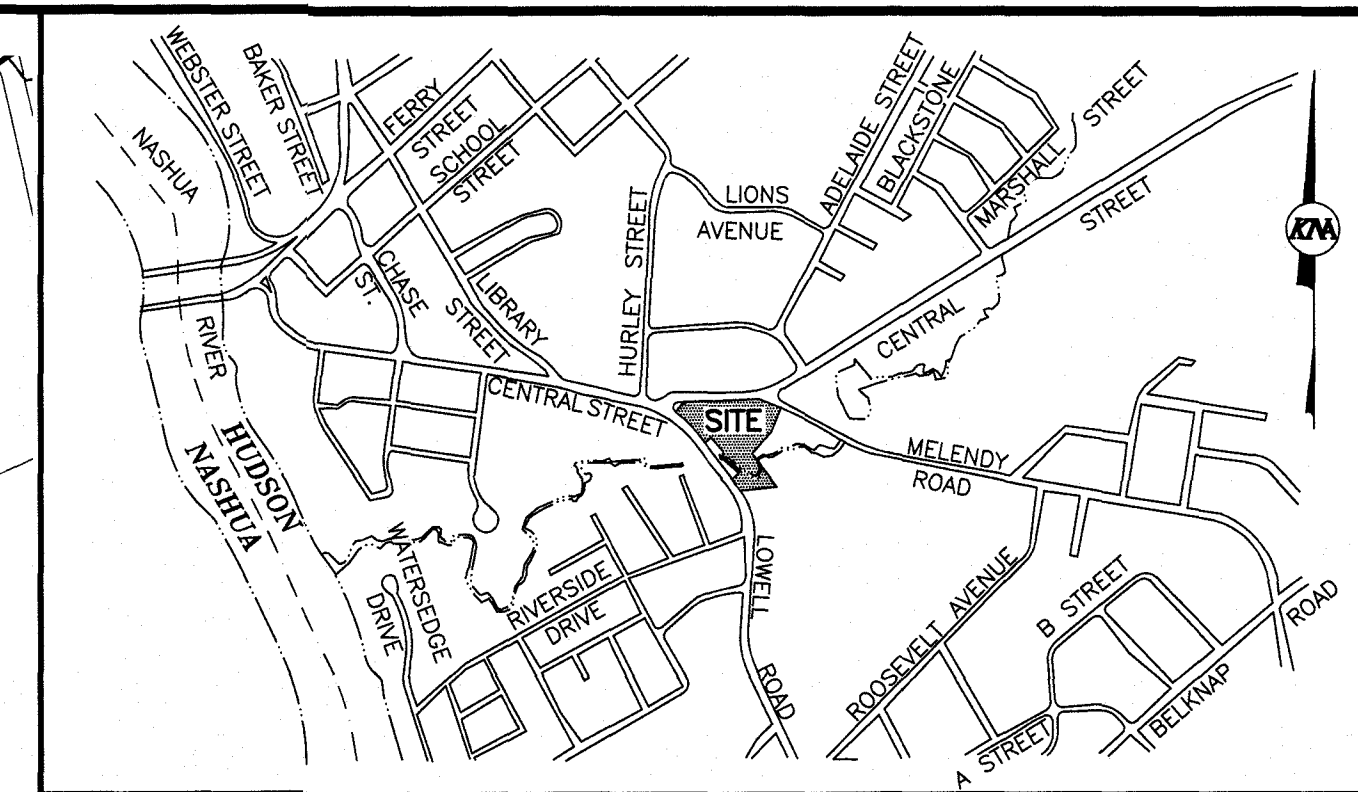 WEBSTER STREET
BAKER STREET
FERRY
STREET
SCHOOL
STREET
NASHUA
RIVER
CHASE
ST.
LIBRARY
STREET
HURLEY STREET
LIONS
AVENUE
ADELAIDE STREET
BLACKSTONE
MARSHALL
STREET
CENTRAL
STREET
KNA
CENTRAL STREET
SITE
MELENDY
ROAD
HUDSON
NASHUA
WATERSEDGE
DRIVE
RIVERSIDE
DRIVE
LOWELL
ROAD
ROOSEVELT AVENUE
B STREET
A STREET
BELKNAP
ROAD